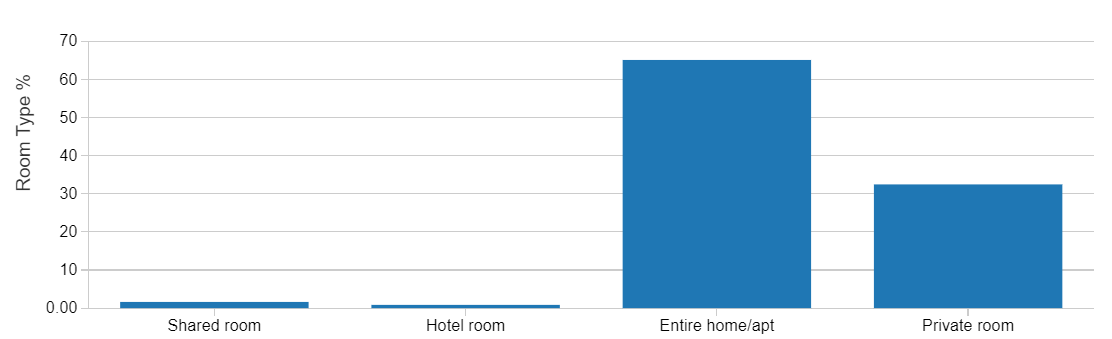 Room Type %
70
60
50
40
30
20
10
0.00
Shared room
Hotel room
Entire home/apt
Private room